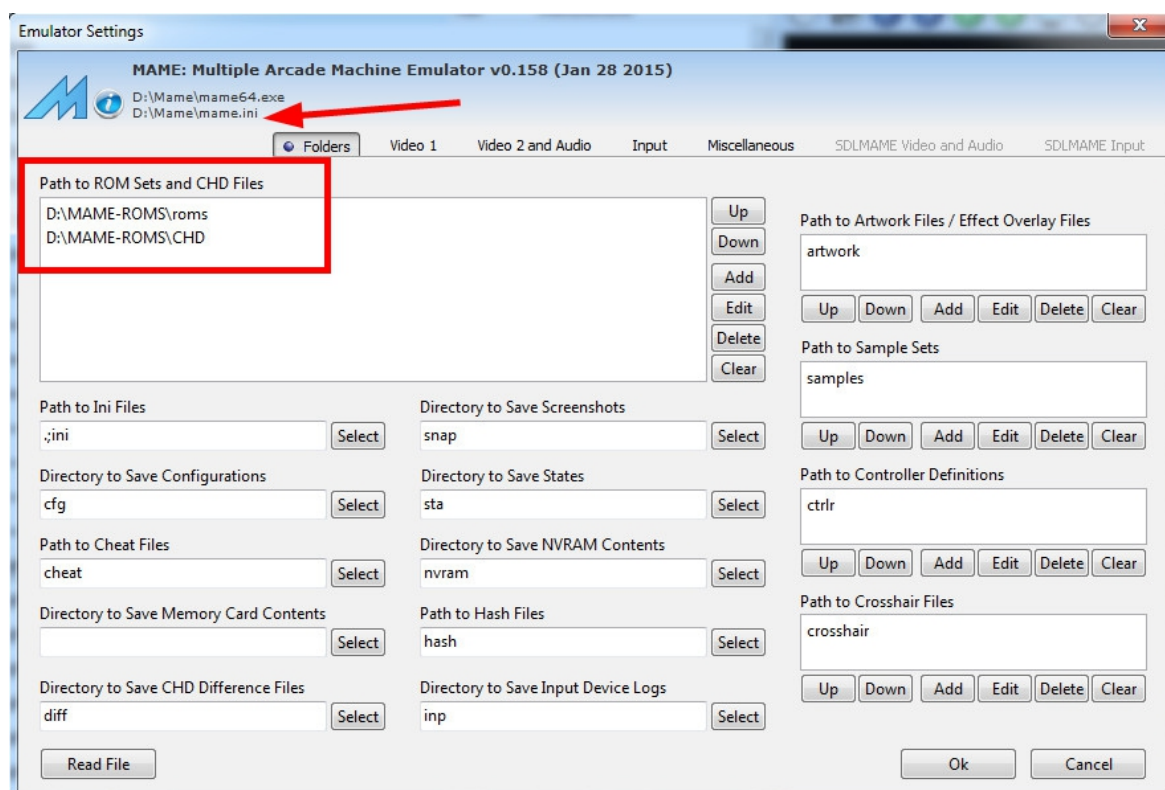 Emulator Settings
MAME: Multiple Arcade Machine Emulator v0.158 (Jan 28 2015)
D:\Mame\mame64.exe
D:\Mame\mame.ini
Folders Video 1 Video 2 and Audio Input Miscellaneous SDLMAME Video and Audio SDLMAME Input
Path to ROM Sets and CHD Files
D:\MAME-ROMS\roms
D:\MAME-ROMS\CHD
Up
Down
Add
Edit
Delete
Clear
Path to Artwork Files / Effect Overlay Files
artwork
Up Down Add Edit Delete Clear
Path to Sample Sets
samples
Up Down Add Edit Delete Clear
Path to Controller Definitions
ctrlr
Up Down Add Edit Delete Clear
Path to Crosshair Files
crosshair
Up Down Add Edit Delete Clear
Path to Ini Files
.;ini Select
Directory to Save Configurations
cfg Select
Path to Cheat Files
cheat Select
Directory to Save Memory Card Contents
Select
Directory to Save CHD Difference Files
diff Select
Directory to Save Screenshots
snap Select
Directory to Save States
sta Select
Directory to Save NVRAM Contents
nvram Select
Path to Hash Files
hash Select
Directory to Save Input Device Logs
inp Select
Read File Ok Cancel